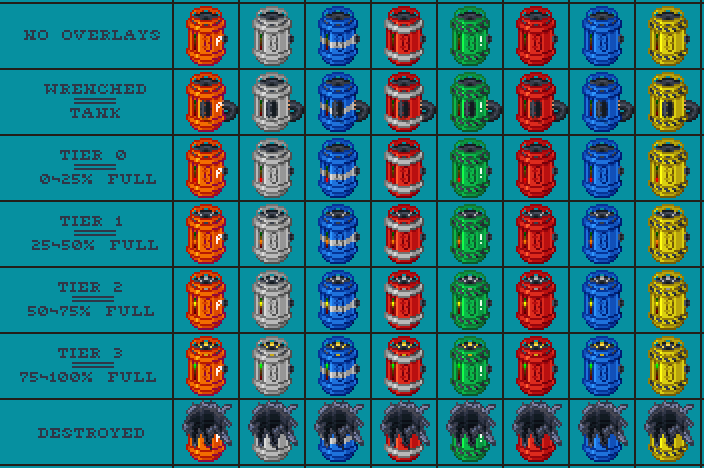 NO OVERLAYS
WRENCHED
TANK
TIER 0
0~25% FULL
TIER 1
25~50% FULL
TIER 2
50~75% FULL
TIER 3
75~100% FULL
DESTROYED